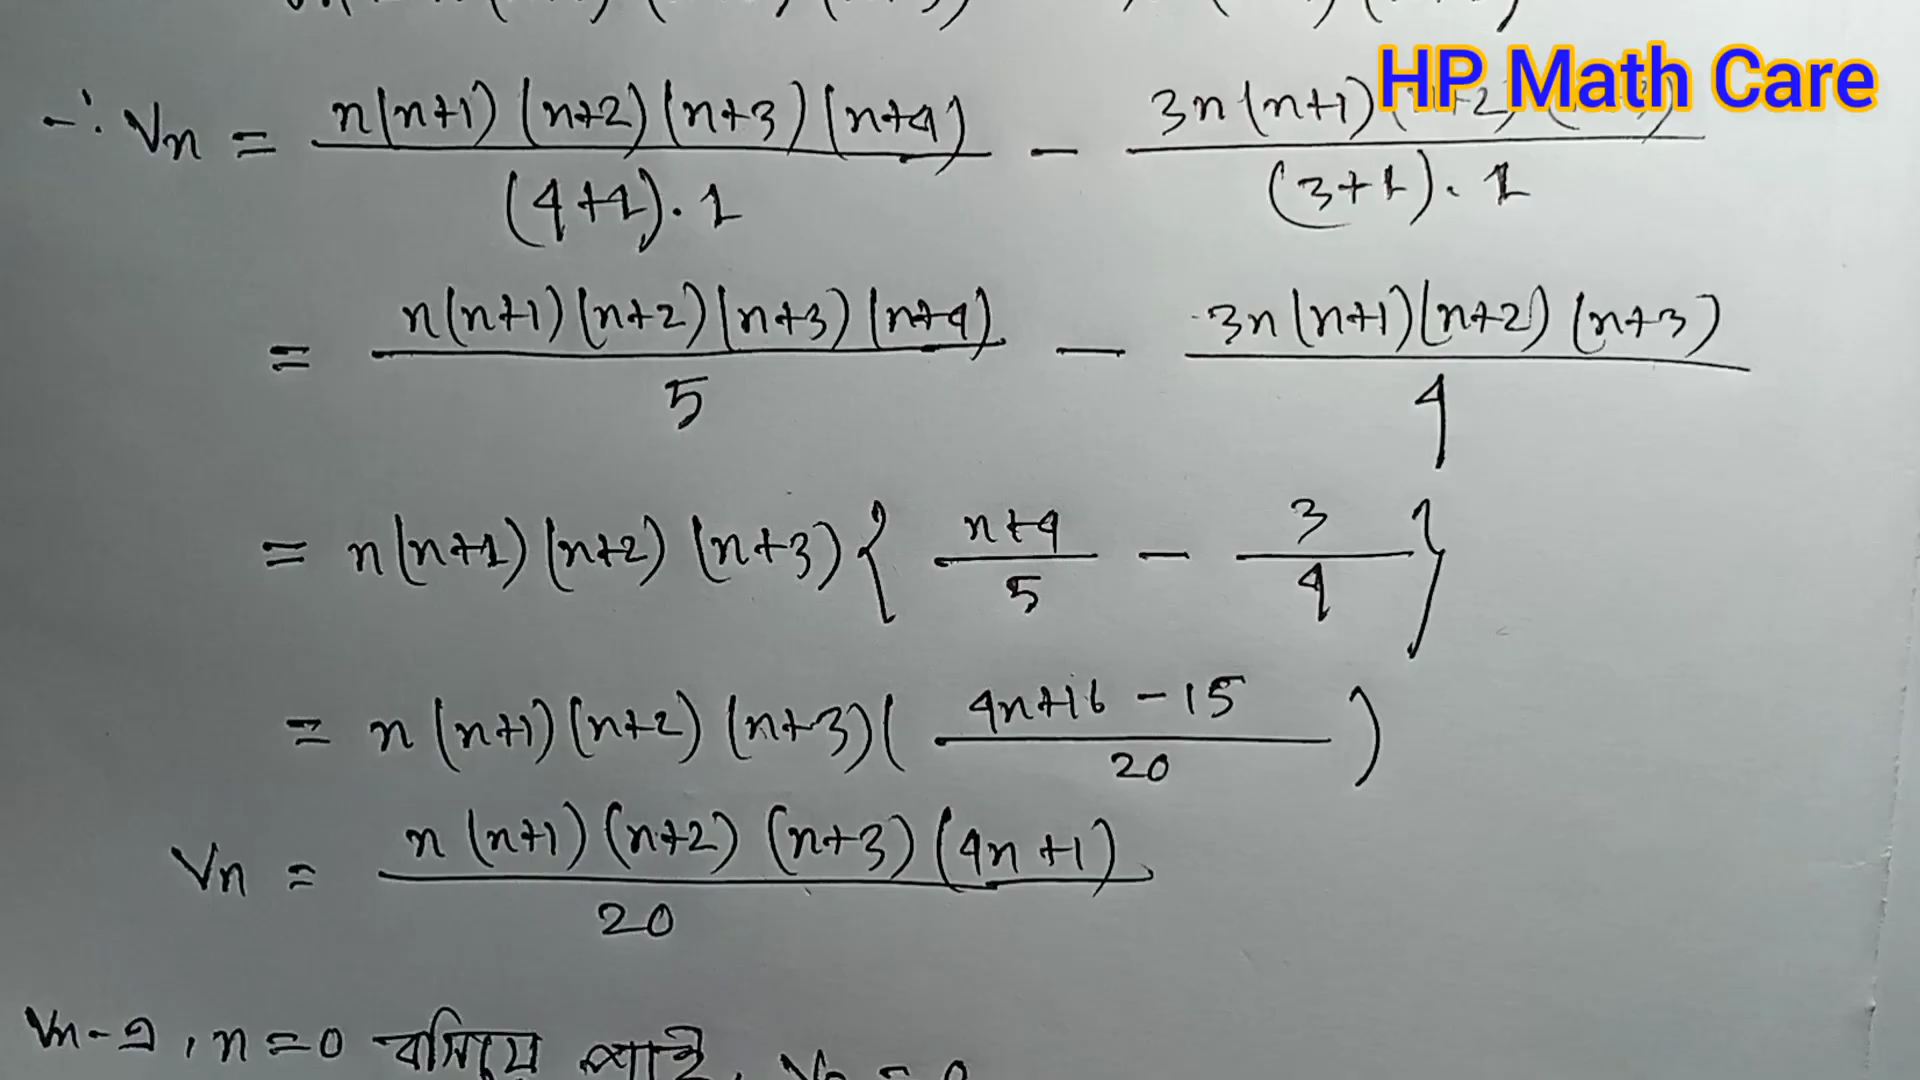 HP Math Care
∴ Vn = n(n+1)(n+2)(n+3)(n+4) / (4+1).1 - 3n(n+1)(n+2)(n+3) / (3+1).1
= n(n+1)(n+2)(n+3)(n+4) / 5 - 3n(n+1)(n+2)(n+3) / 4
= n(n+1)(n+2)(n+3){ n+4 / 5 - 3 / 4 }
= n(n+1)(n+2)(n+3)( 4n+16-15 / 20 )
Vn = n(n+1)(n+2)(n+3)(4n+1) / 20
Vn-এ, n=0 বসিয়ে পাই,